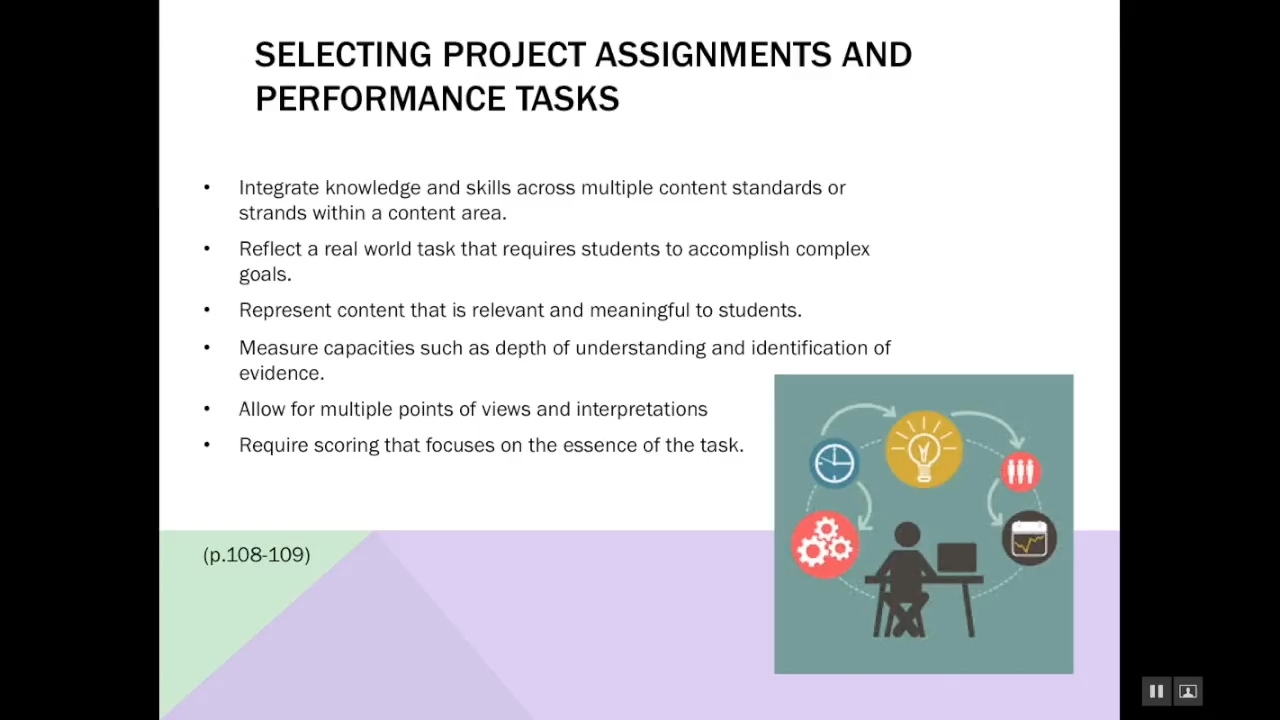 SELECTING PROJECT ASSIGNMENTS AND
PERFORMANCE TASKS
• Integrate knowledge and skills across multiple content standards or
strands within a content area.
• Reflect a real world task that requires students to accomplish complex
goals.
• Represent content that is relevant and meaningful to students.
• Measure capacities such as depth of understanding and identification of
evidence.
• Allow for multiple points of views and interpretations
• Require scoring that focuses on the essence of the task.
(p.108-109)